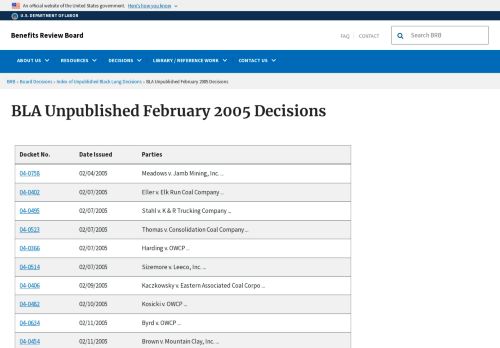 An official website of the United States government. Here's how you know
U.S. DEPARTMENT OF LABOR
Benefits Review Board
FAQ CONTACT
Search BRB
ABOUT US RESOURCES DECISIONS LIBRARY / REFERENCE WORK CONTACT US
BRB » Board Decisions » Index of Unpublished Black Lung Decisions » BLA Unpublished February 2005 Decisions
BLA Unpublished February 2005 Decisions
Docket No. Date Issued Parties
04-0758 02/04/2005 Meadows v. Jamb Mining, Inc. ...
04-0402 02/07/2005 Eller v. Elk Run Coal Company ...
04-0495 02/07/2005 Stahl v. K & R Trucking Company ...
04-0523 02/07/2005 Thomas v. Consolidation Coal Company ...
04-0366 02/07/2005 Harding v. OWCP ...
04-0514 02/07/2005 Sizemore v. Leeco, Inc. ...
04-0406 02/09/2005 Kaczkowsky v. Eastern Associated Coal Corpo ...
04-0482 02/10/2005 Kosicki v. OWCP ...
04-0634 02/11/2005 Byrd v. OWCP ...
04-0454 02/11/2005 Brown v. Mountain Clay, Inc. ...